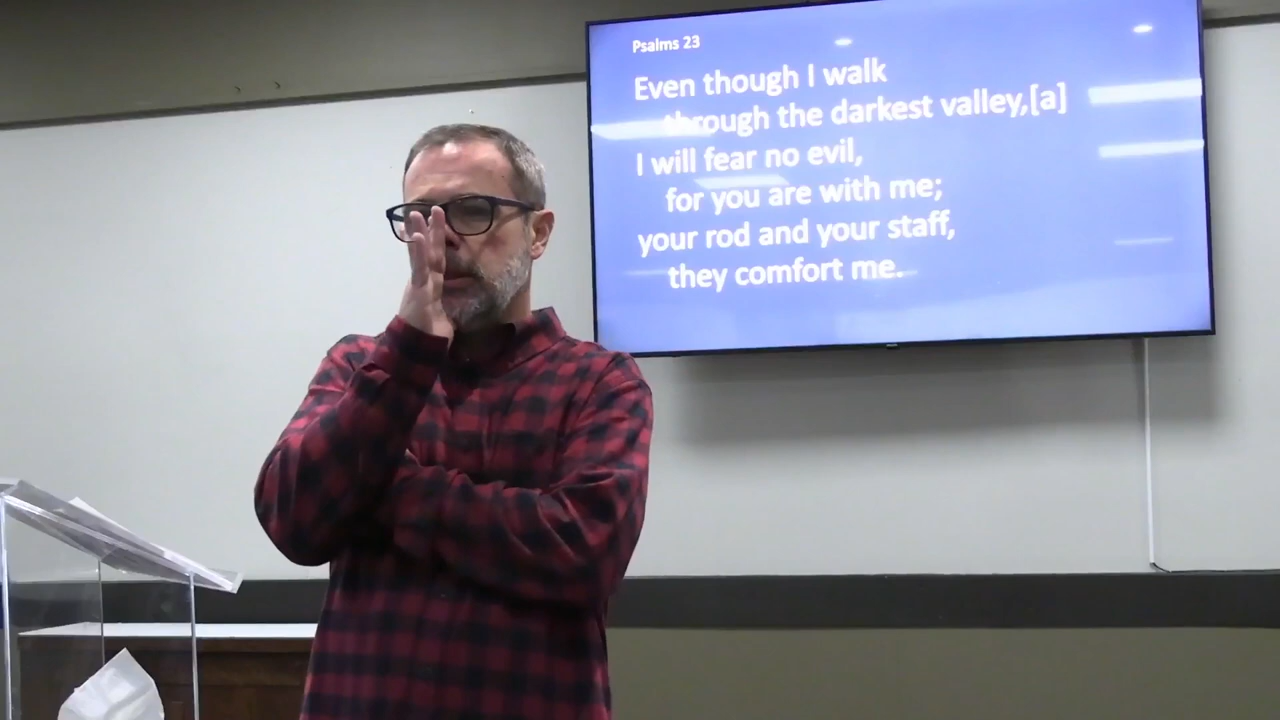 Psalms 23
Even though I walk
through the darkest valley,[a]
I will fear no evil,
for you are with me;
your rod and your staff,
they comfort me.